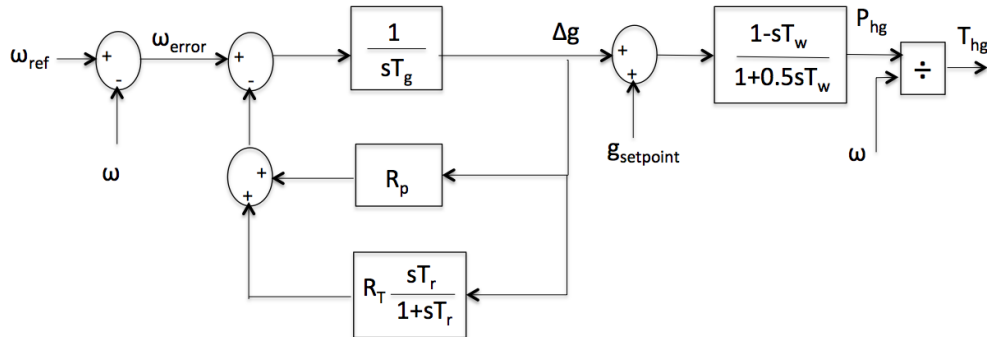 ω_ref
+
-
ω
ω_error
+
-
1
sT_g
Δg
+
+
g_setpoint
1-sT_w
1+0.5sT_w
P_hg
÷
T_hg
ω
+
+
R_p
R_T sT_r
1+sT_r